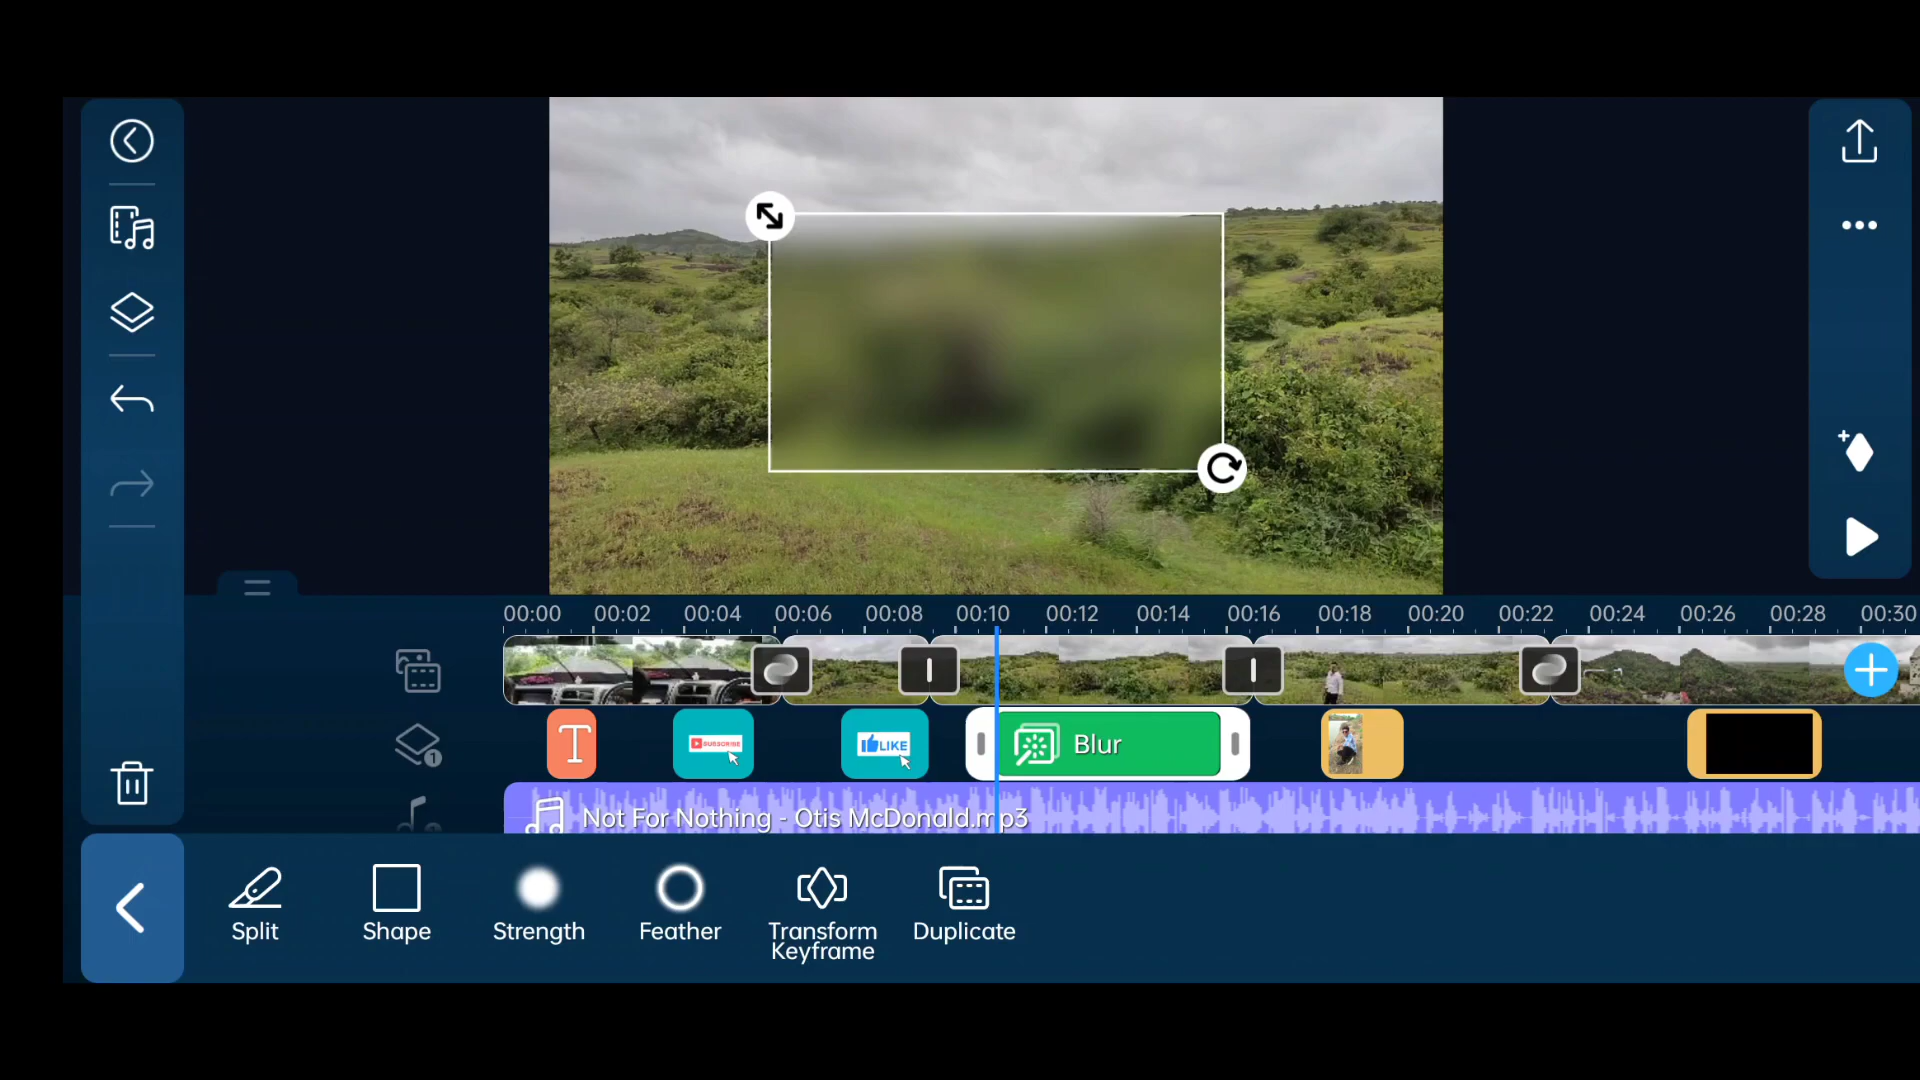 00:00 00:02 00:04 00:06 00:08 00:10 00:12 00:14 00:16 00:18 00:20 00:22 00:24 00:26 00:28 00:30
T SUBSCRIBE LIKE Blur
1
Not For Nothing - Otis McDonald.mp3
Split Shape Strength Feather Transform Keyframe Duplicate